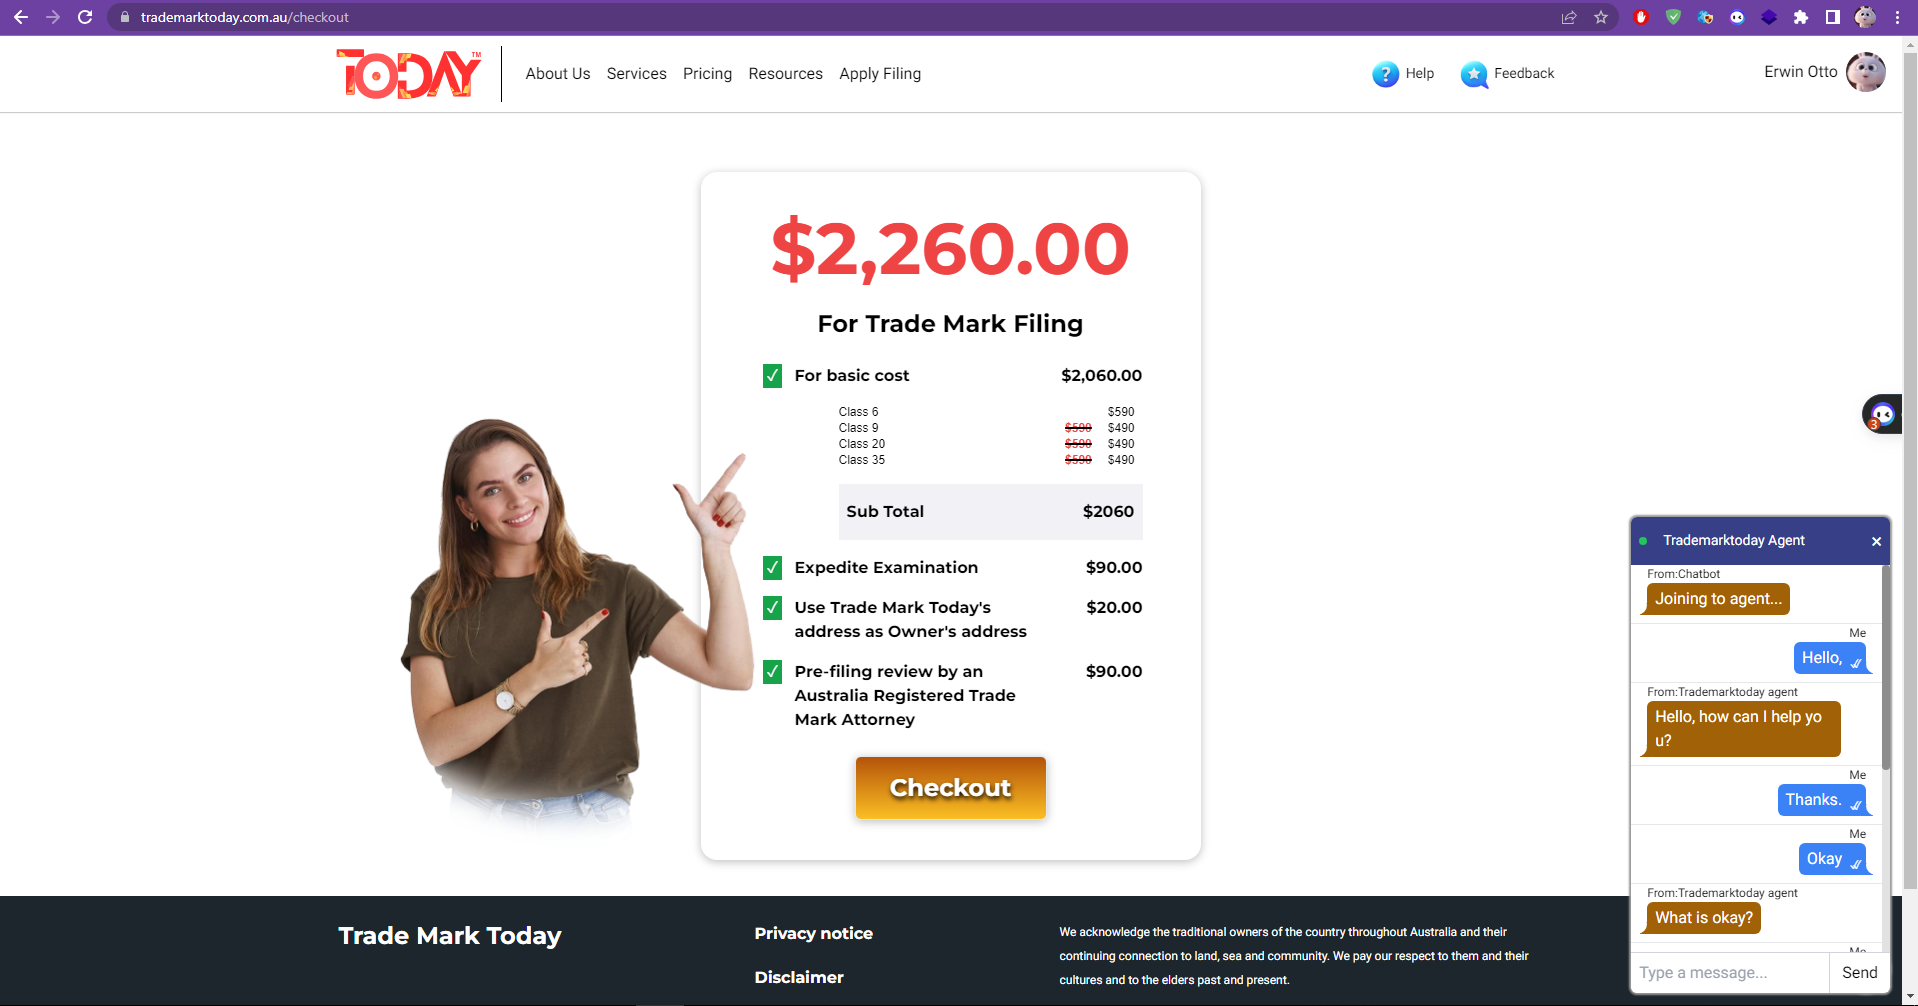 trademarktoday.com.au/checkout
TODAY™
About Us Services Pricing Resources Apply Filing
? Help
Feedback
Erwin Otto
$2,260.00
For Trade Mark Filing
For basic cost $2,060.00
Class 6 $590
Class 9 $590 $490
Class 20 $590 $490
Class 35 $590 $490
Sub Total $2060
Expedite Examination $90.00
Use Trade Mark Today's $20.00
address as Owner's address
Pre-filing review by an $90.00
Australia Registered Trade
Mark Attorney
Checkout
3
Trademarktoday Agent ×
From:Chatbot
Joining to agent...
Me
Hello,
From:Trademarktoday agent
Hello, how can I help yo
u?
Me
Thanks.
Me
Okay
From:Trademarktoday agent
What is okay?
Me
Type a message... Send
Trade Mark Today
Privacy notice
Disclaimer
We acknowledge the traditional owners of the country throughout Australia and their
continuing connection to land, sea and community. We pay our respect to them and their
cultures and to the elders past and present.